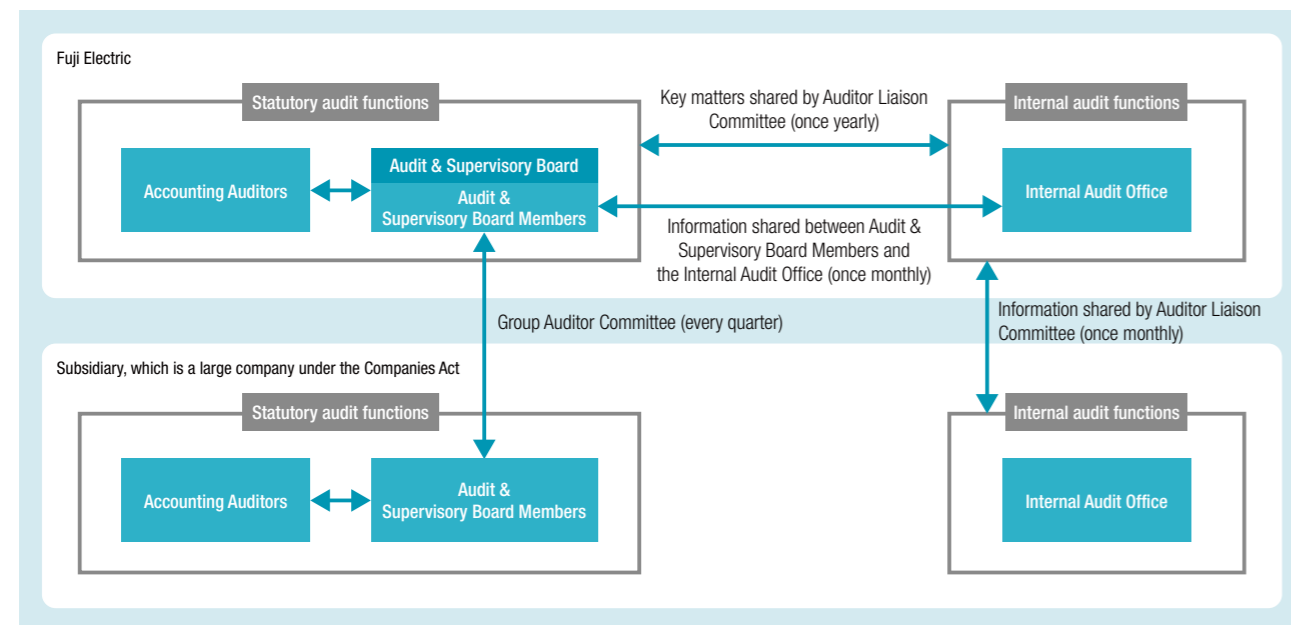 Fuji Electric
Statutory audit functions
Key matters shared by Auditor Liaison
Committee (once yearly)
Internal audit functions
Accounting Auditors
Audit & Supervisory Board
Audit &
Supervisory Board Members
Internal Audit Office
Information shared between Audit &
Supervisory Board Members and
the Internal Audit Office (once monthly)
Group Auditor Committee (every quarter)
Information shared by Auditor Liaison
Committee (once monthly)
Subsidiary, which is a large company under the Companies Act
Statutory audit functions
Internal audit functions
Accounting Auditors
Audit &
Supervisory Board Members
Internal Audit Office